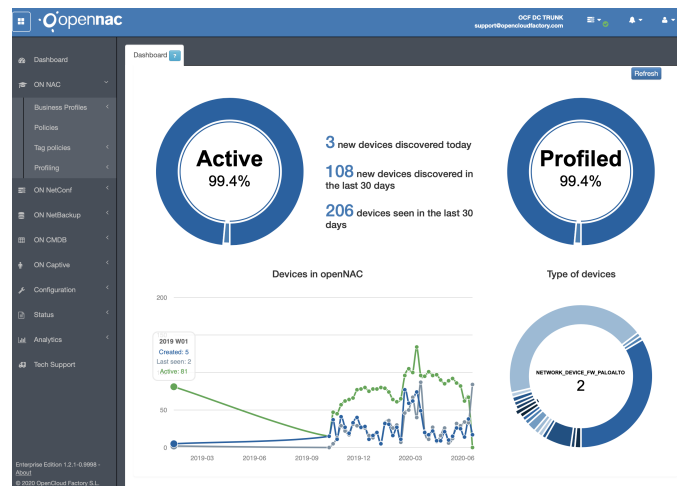 opennac
OCF DC TRUNK
support@opencloudfactory.com
Dashboard
ON NAC
Business Profiles
Policies
Tag policies
Profiling
ON NetConf
ON NetBackup
ON CMDB
ON Captive
Configuration
Status
Analytics
Tech Support
Enterprise Edition 1.2.1-0.9999 -
About
© 2020 OpenCloud Factory S.L.
Dashboard ?
Refresh
Active
99.4%
3 new devices discovered today
108 new devices discovered in
the last 30 days
206 devices seen in the last 30
days
Profiled
99.4%
Devices in openNAC
200
2019 W01
Created: 5
Last seen: 2
Active: 81
50
0
2019-03
2019-06
2019-09
2019-12
2020-03
2020-06
Type of devices
NETWORK_DEVICE_FW_PALOALTO
2